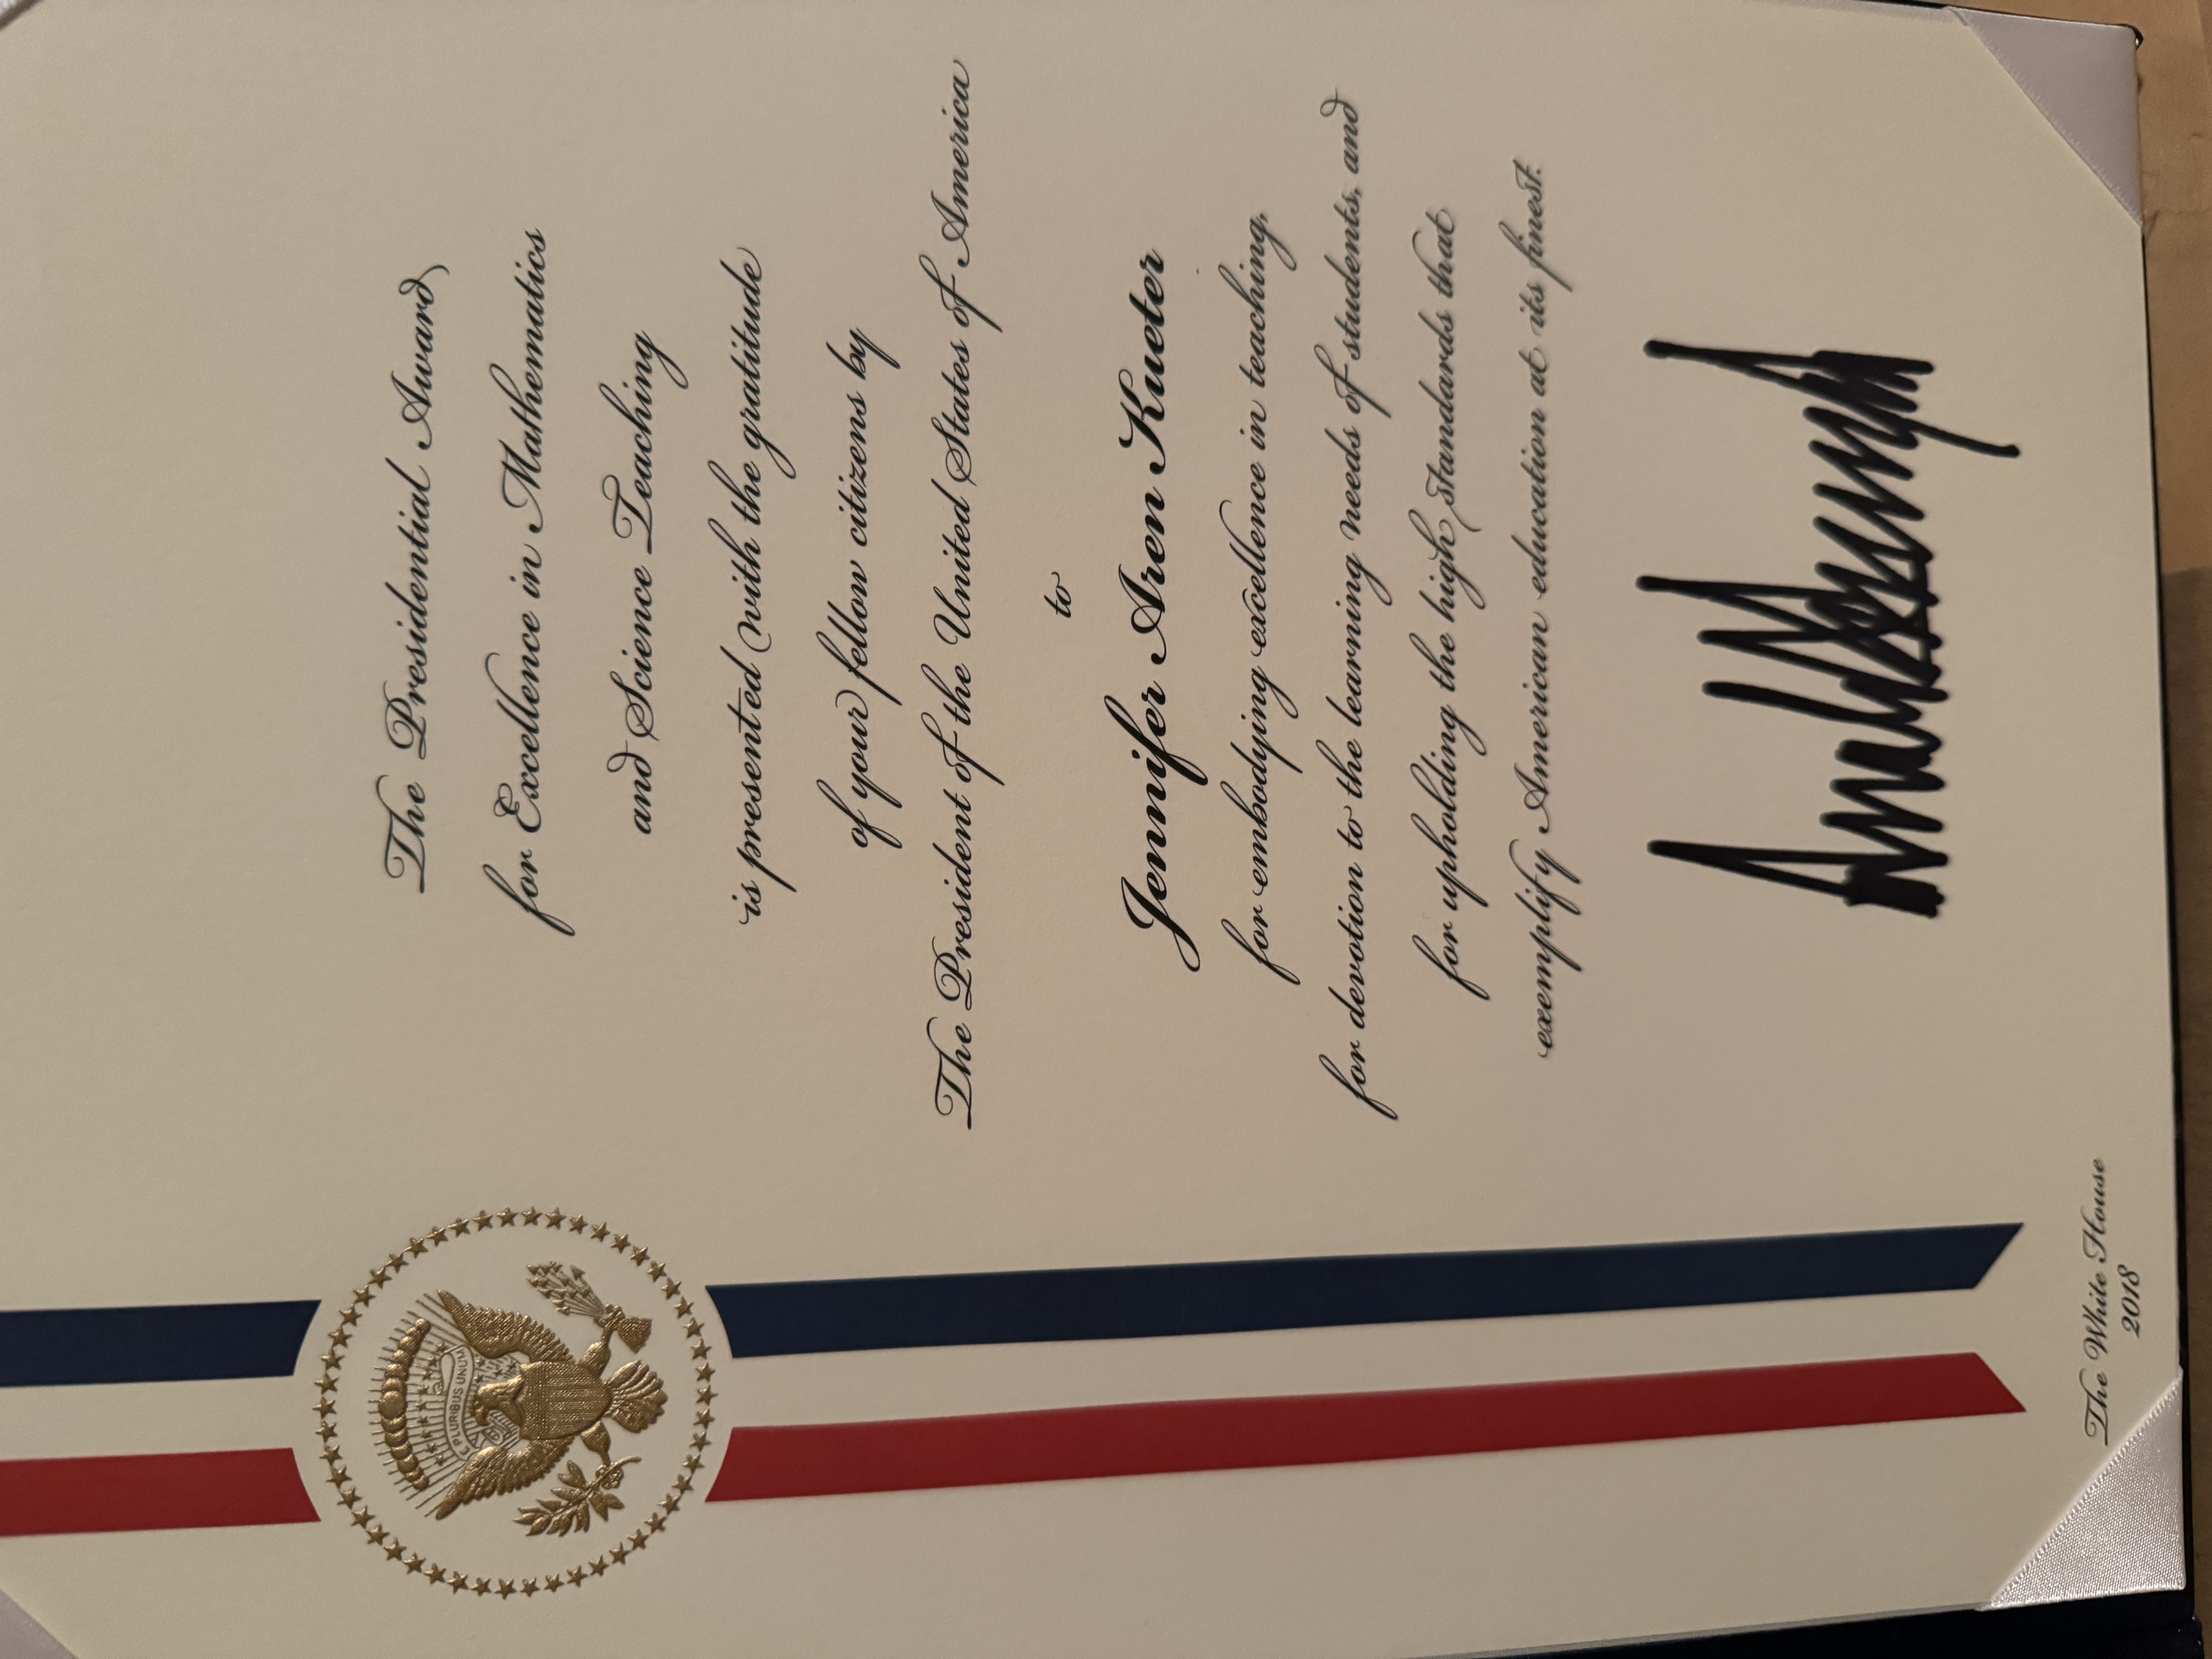 E PLURIBUS UNUM
The Presidential Award
for Excellence in Mathematics
and Science Teaching
is presented with the gratitude
of your fellow citizens by
The President of the United States of America
to
Jennifer Aren Kueter
for embodying excellence in teaching,
for devotion to the learning needs of students, and
for upholding the high standards that
exemplify American education at its finest.
The White House
2018